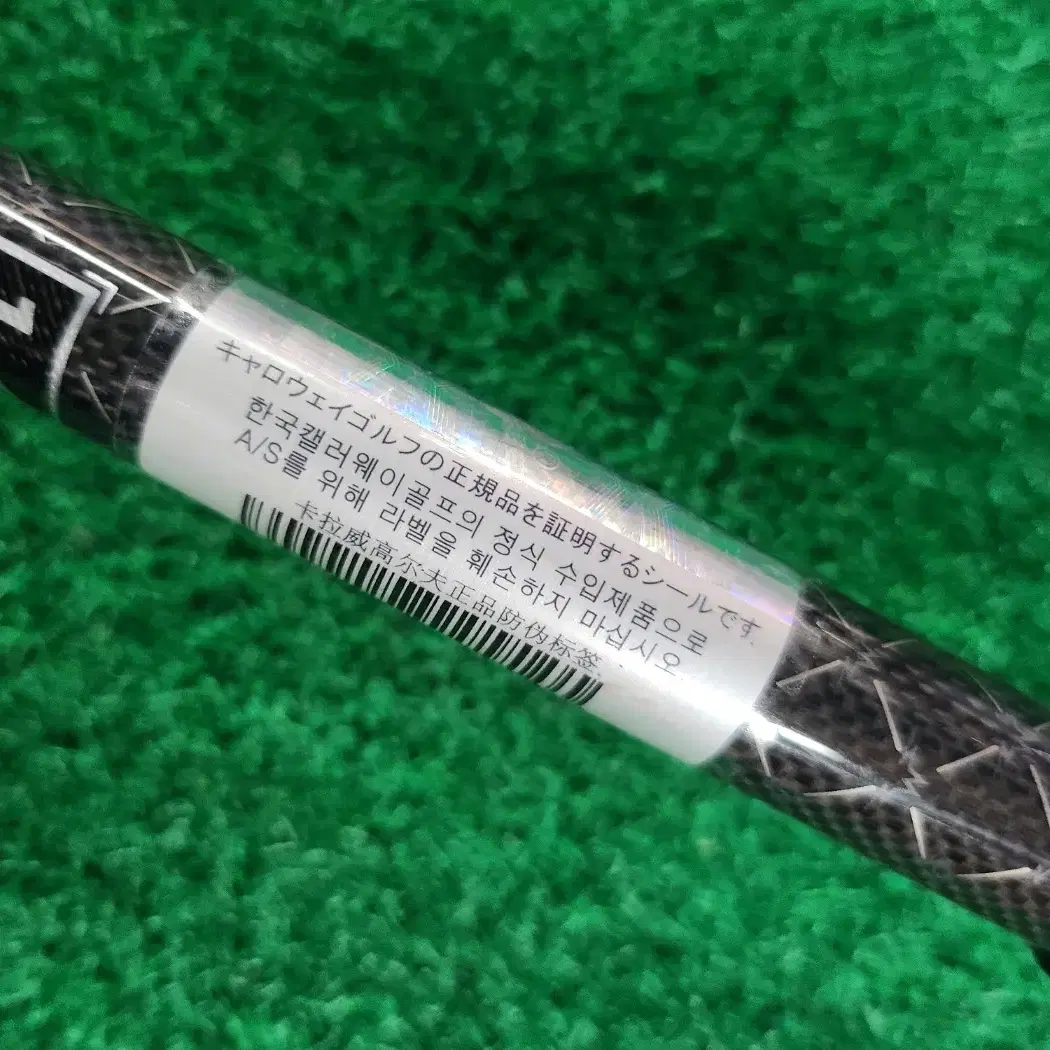 キャロウェイゴルフの正規品を証明するシールです
한국캘러웨이골프의 정식 수입제품으로
A/S를 위해 라벨을 훼손하지 마십시오
卡拉威高尔夫正品防伪标签